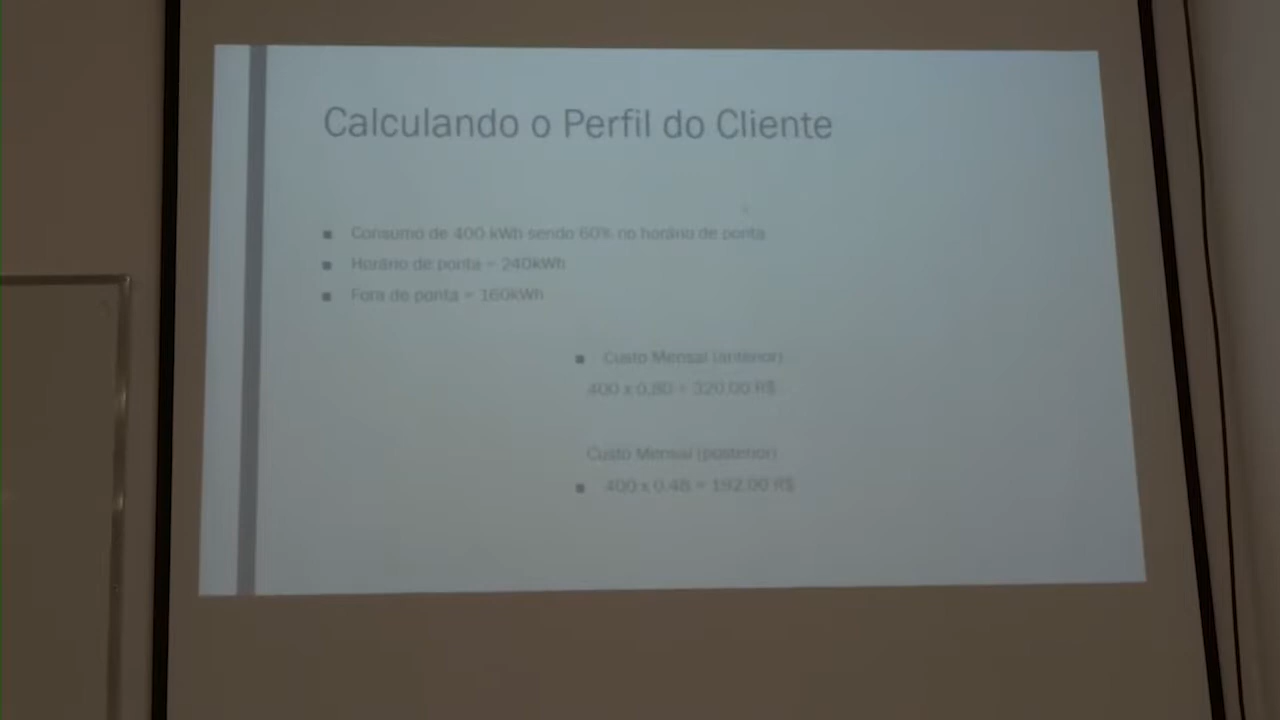 Calculando o Perfil do Cliente
Consumo de 400 kWh sendo 60% no horário de ponta
Horário de ponta = 240kWh
Fora de ponta = 160kWh
Custo Mensal (anterior)
400 x 0,80 = 320,00 R$
Custo Mensal (posterior)
400 x 0,48 = 192,00 R$